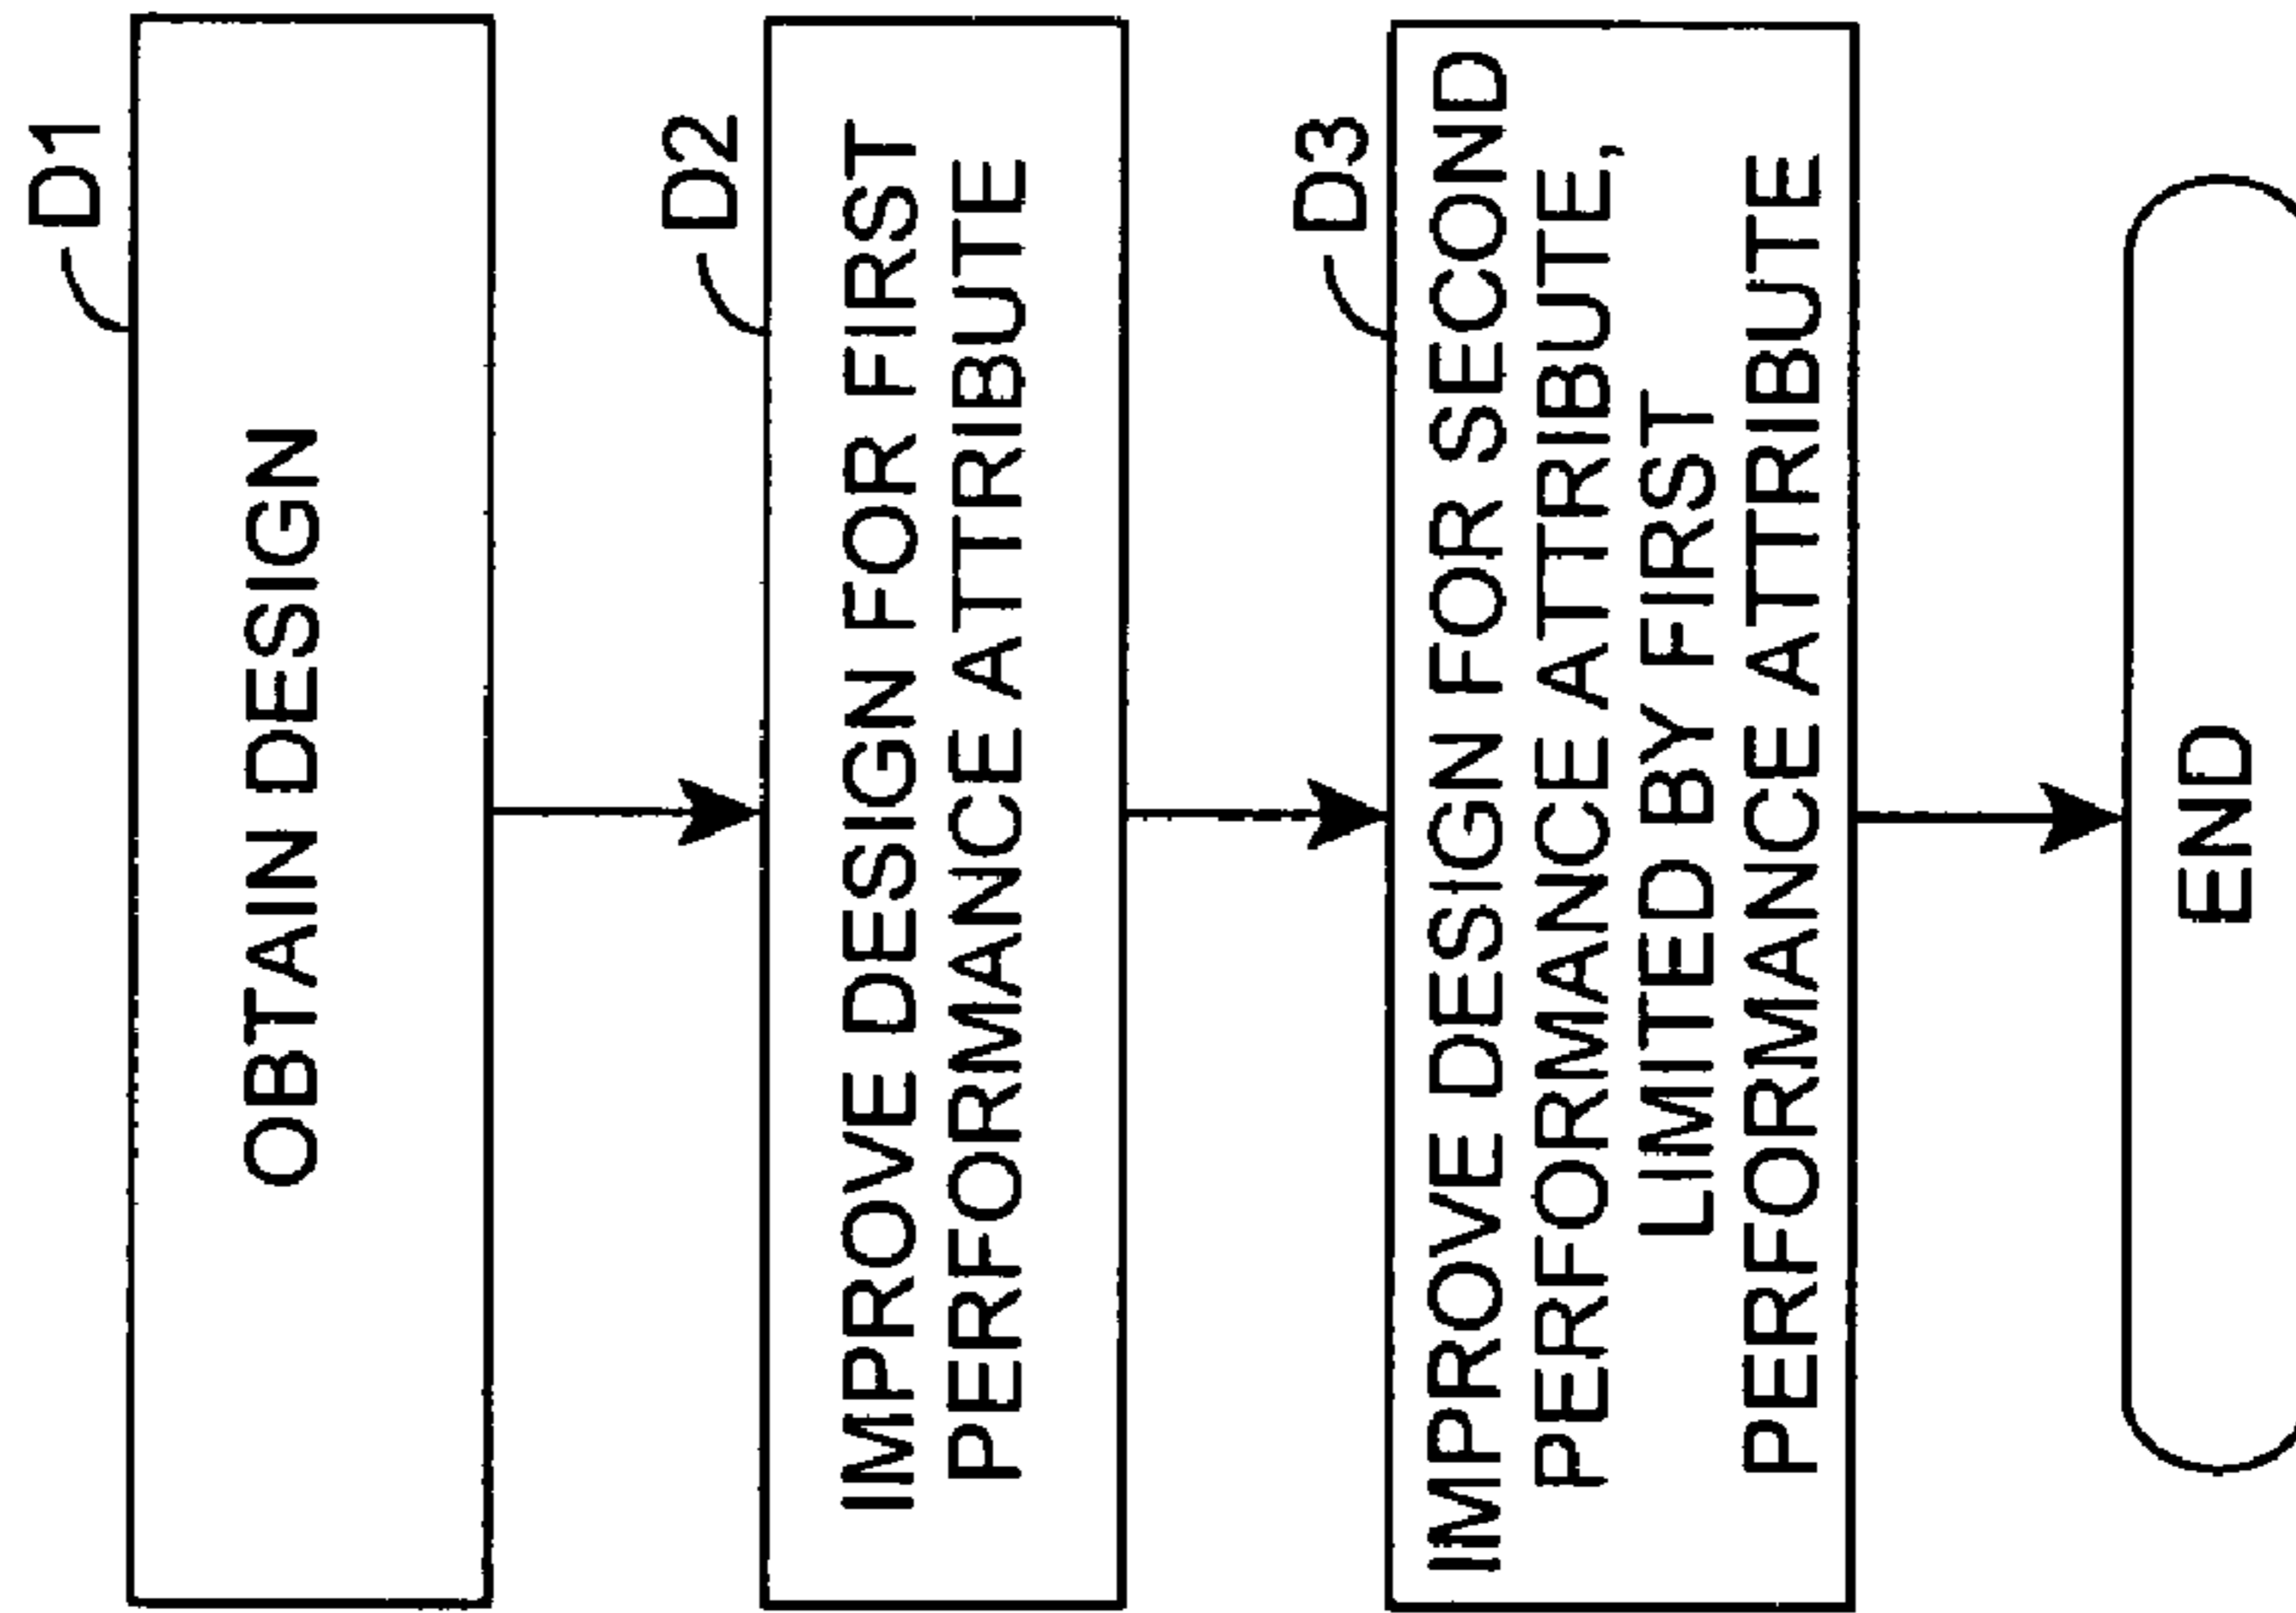 D1
OBTAIN DESIGN
D2
IMPROVE DESIGN FOR FIRST
PERFORMANCE ATTRIBUTE
D3
IMPROVE DESIGN FOR SECOND
PERFORMANCE ATTRIBUTE,
LIMITED BY FIRST
PERFORMANCE ATTRIBUTE
END